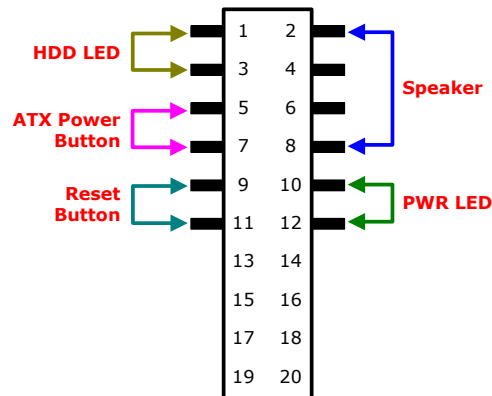 1 2
HDD LED
3 4
Speaker
5 6
ATX Power
Button
7 8
9 10
Reset
Button
PWR LED
11 12
13 14
15 16
17 18
19 20